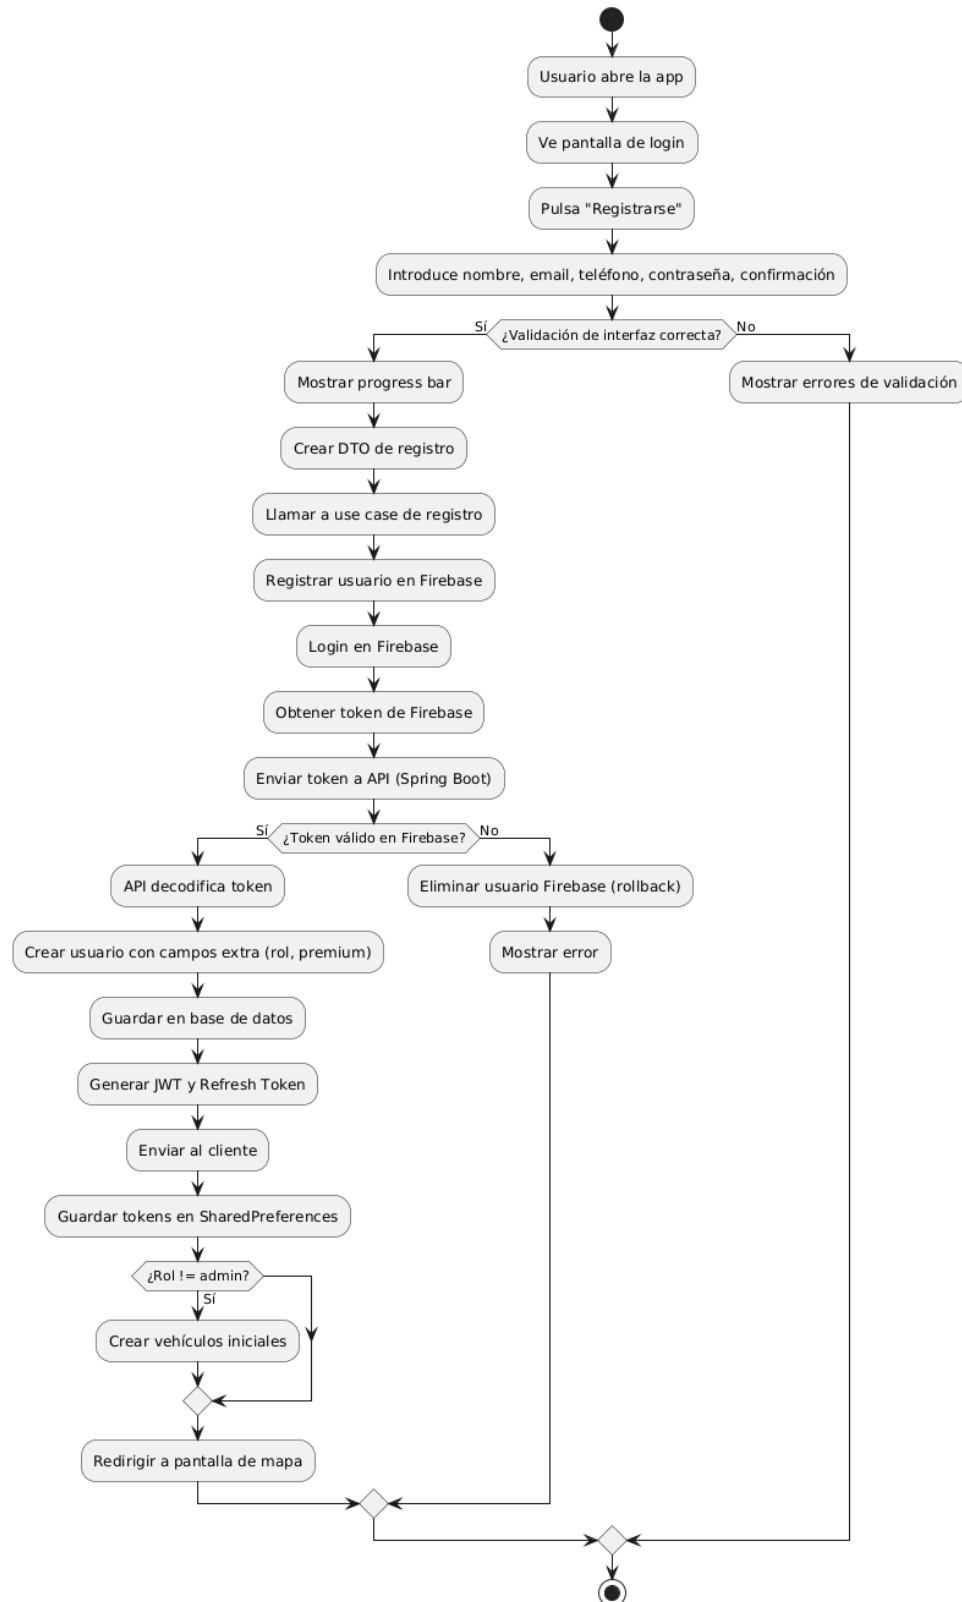 Usuario abre la app
Ve pantalla de login
Pulsa "Registrarse"
Introduce nombre, email, teléfono, contraseña, confirmación
Sí
¿Validación de interfaz correcta?
No
Mostrar progress bar
Mostrar errores de validación
Crear DTO de registro
Llamar a use case de registro
Registrar usuario en Firebase
Login en Firebase
Obtener token de Firebase
Enviar token a API (Spring Boot)
Sí
¿Token válido en Firebase?
No
API decodifica token
Eliminar usuario Firebase (rollback)
Crear usuario con campos extra (rol, premium)
Mostrar error
Guardar en base de datos
Generar JWT y Refresh Token
Enviar al cliente
Guardar tokens en SharedPreferences
¿Rol != admin?
Sí
Crear vehículos iniciales
Redirigir a pantalla de mapa